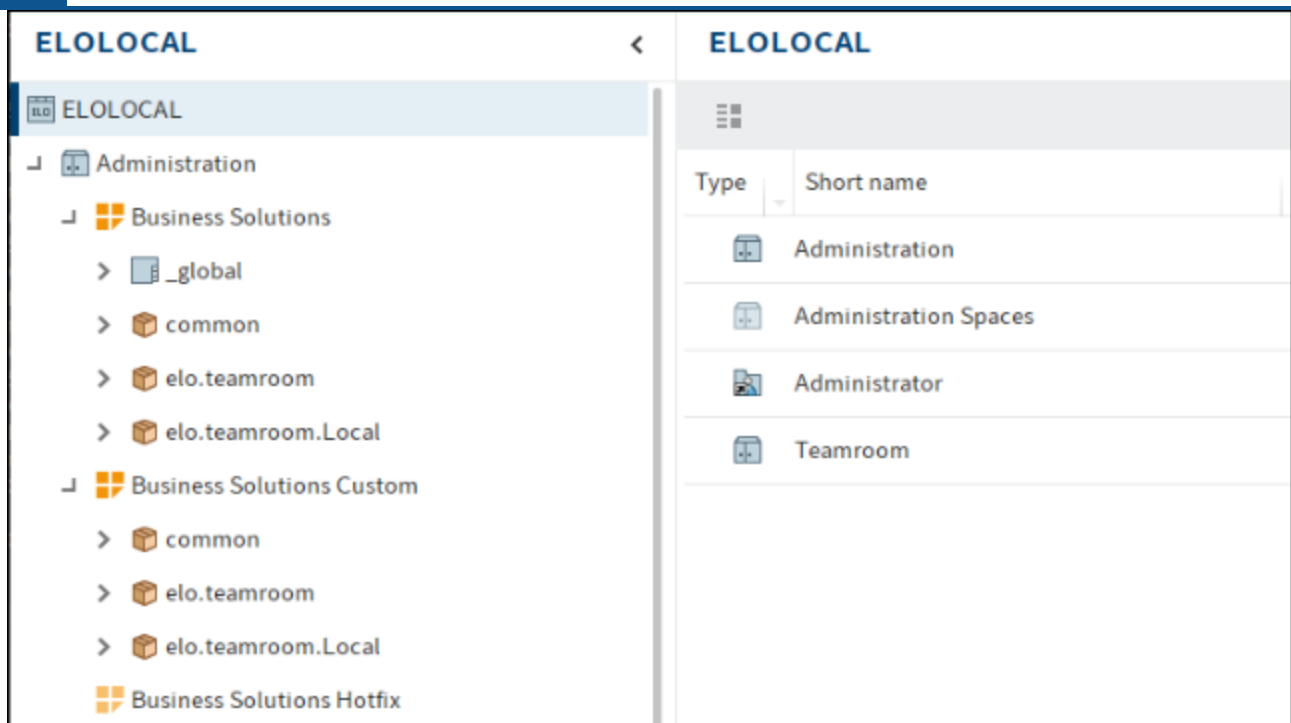 ELOLOCAL
ELO ELOLOCAL
Administration
Business Solutions
_global
common
elo.teamroom
elo.teamroom.Local
Business Solutions Custom
common
elo.teamroom
elo.teamroom.Local
Business Solutions Hotfix
ELOLOCAL
Type Short name
Administration
Administration Spaces
Administrator
Teamroom